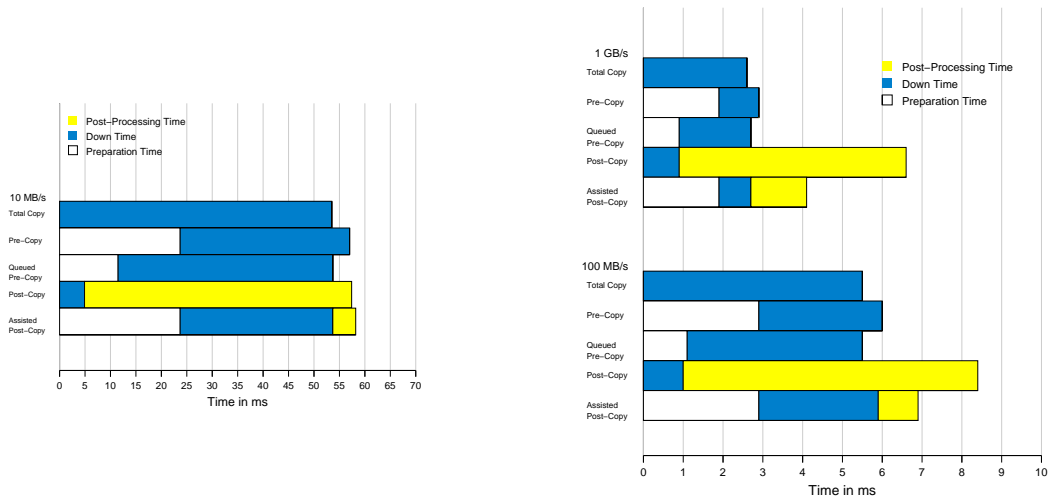 Post−Processing Time
Down Time
Preparation Time
10 MB/s
Total Copy
Pre−Copy
Queued
Pre−Copy
Post−Copy
Assisted
Post−Copy
0 5 10 15 20 25 30 35 40 45 50 55 60 65 70
Time in ms
1 GB/s
Total Copy
Pre−Copy
Queued
Pre−Copy
Post−Copy
Assisted
Post−Copy
Post−Processing Time
Down Time
Preparation Time
100 MB/s
Total Copy
Pre−Copy
Queued
Pre−Copy
Post−Copy
Assisted
Post−Copy
0 1 2 3 4 5 6 7 8 9 10
Time in ms